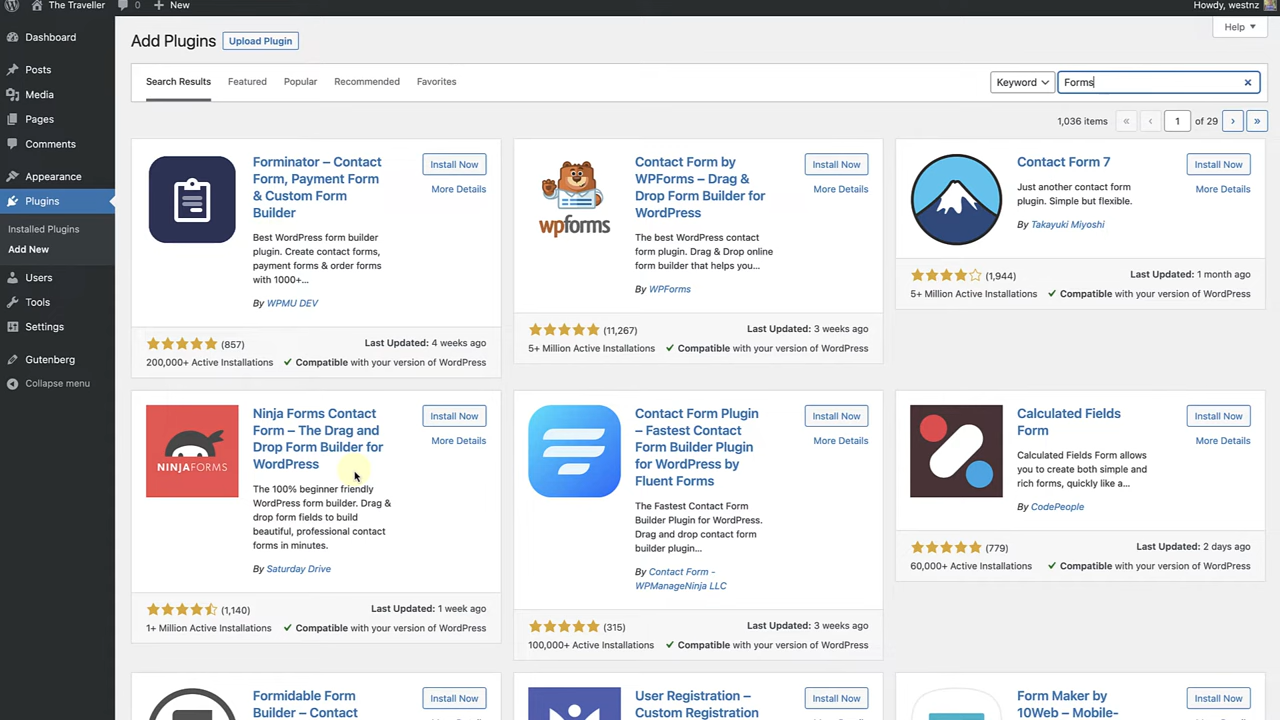 The Traveller
0
New
Howdy, westnz
Dashboard
Posts
Media
Pages
Comments
Appearance
Plugins
Installed Plugins
Add New
Users
Tools
Settings
Gutenberg
Collapse menu
Add Plugins
Upload Plugin
Help
Search Results
Featured
Popular
Recommended
Favorites
Keyword
Forms
×
1,036 items
«
‹
1
of 29
›
»
Forminator – Contact
Form, Payment Form
& Custom Form
Builder
Install Now
More Details
Best WordPress form builder
plugin. Create contact forms,
payment forms & order forms
with 1000+...
By WPMU DEV
(857)
200,000+ Active Installations
Last Updated: 4 weeks ago
Compatible with your version of WordPress
wpforms
Contact Form by
WPForms – Drag &
Drop Form Builder for
WordPress
Install Now
More Details
The best WordPress contact
form plugin. Drag & Drop online
form builder that helps you...
By WPForms
(11,267)
5+ Million Active Installations
Last Updated: 3 weeks ago
Compatible with your version of WordPress
Contact Form 7
Install Now
More Details
Just another contact form
plugin. Simple but flexible.
By Takayuki Miyoshi
(1,944)
5+ Million Active Installations
Last Updated: 1 month ago
Compatible with your version of WordPress
NINJAFORMS
Ninja Forms Contact
Form – The Drag and
Drop Form Builder for
WordPress
Install Now
More Details
The 100% beginner friendly
WordPress form builder. Drag &
drop form fields to build
beautiful, professional contact
forms in minutes.
By Saturday Drive
(1,140)
1+ Million Active Installations
Last Updated: 1 week ago
Compatible with your version of WordPress
Contact Form Plugin
– Fastest Contact
Form Builder Plugin
for WordPress by
Fluent Forms
Install Now
More Details
The Fastest Contact Form
Builder Plugin for WordPress.
Drag and drop contact form
builder plugin...
By Contact Form -
WPManageNinja LLC
(315)
100,000+ Active Installations
Last Updated: 3 weeks ago
Compatible with your version of WordPress
Calculated Fields
Form
Install Now
More Details
Calculated Fields Form allows
you to create both simple and
rich forms, quickly like a...
By CodePeople
(779)
60,000+ Active Installations
Last Updated: 2 days ago
Compatible with your version of WordPress
Formidable Form
Builder – Contact
Install Now
More Details
User Registration –
Custom Registration
Install Now
More Details
Form Maker by
10Web – Mobile-
Install Now
More Details